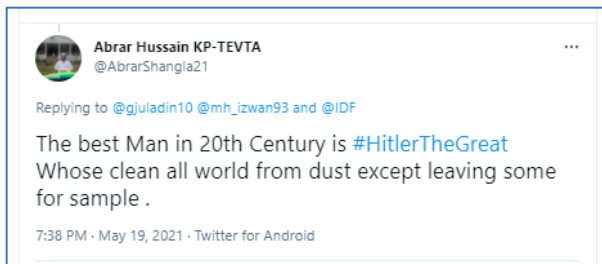 Abrar Hussain KP-TEVTA
@AbrarShangla21
Replying to @gjuladin10 @mh_izwan93 and @IDF
The best Man in 20th Century is #HitlerTheGreat
Whose clean all world from dust except leaving some
for sample .
7:38 PM · May 19, 2021 · Twitter for Android